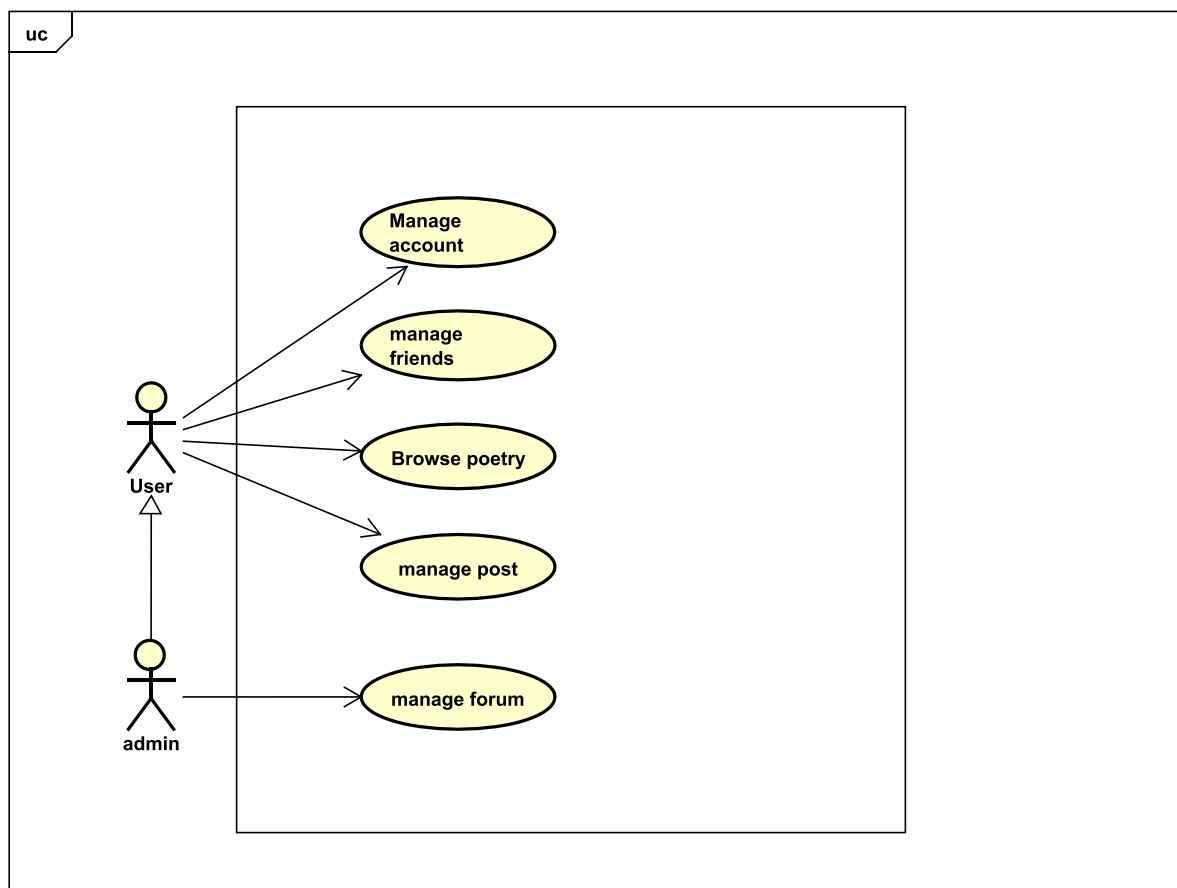 uc
Manage
account
manage
friends
Browse poetry
User
manage post
manage forum
admin